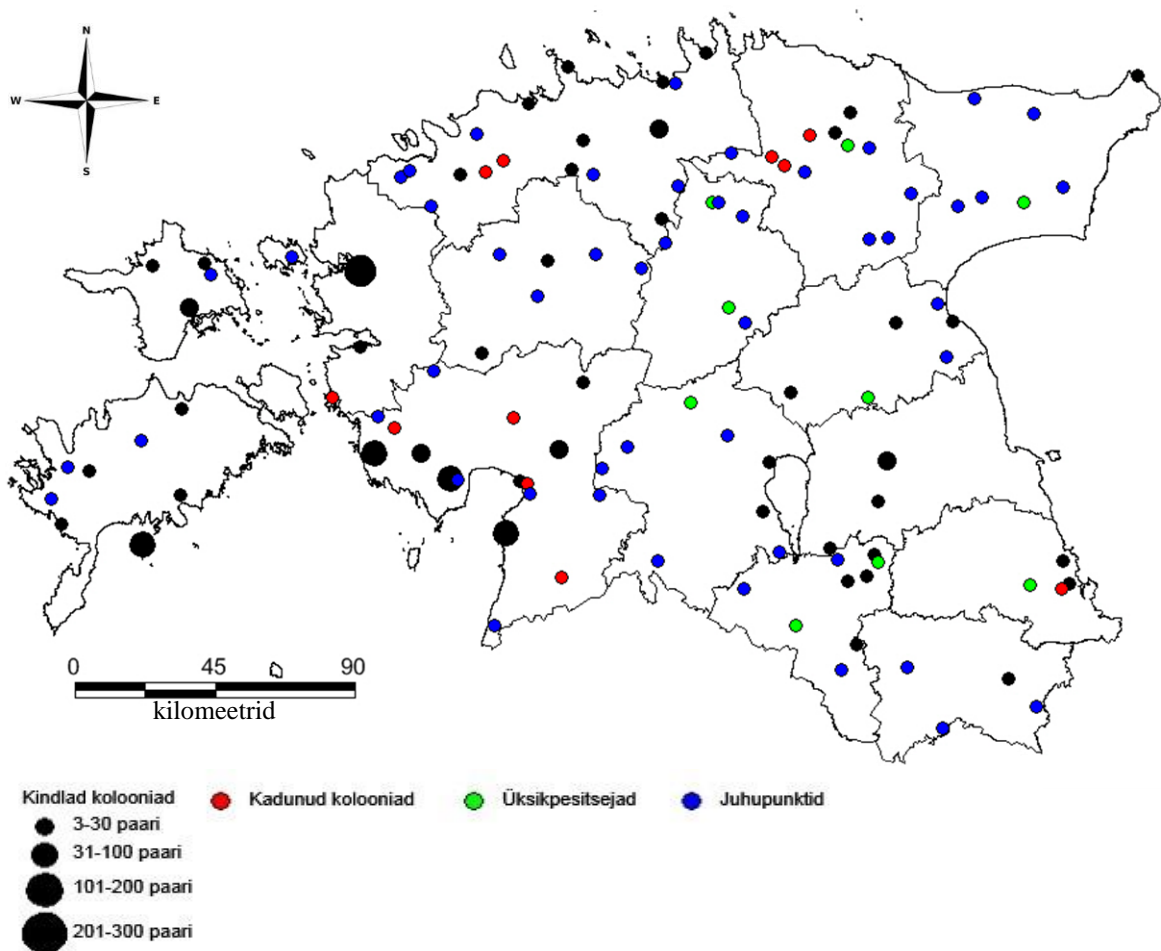 N
W E
S
0 45 90
kilomeetrid
Kindlad kolooniad
3-30 paari
31-100 paari
101-200 paari
201-300 paari
Kadunud kolooniad
Üksikpesitsejad
Juhupunktid